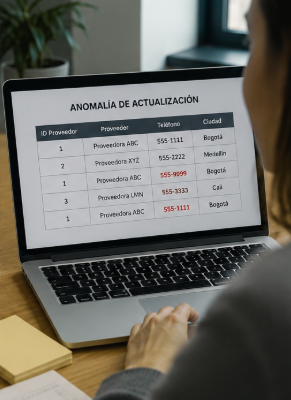 ANOMALÍA DE ACTUALIZACIÓN
ID Proveedor Proveedor Teléfono Ciudad
1 Proveedora ABC 555-1111 Bogotá
2 Proveedora XYZ 555-2222 Medellín
1 Proveedora ABC 555-9999 Bogotá
3 Proveedora LMN 555-3333 Cali
1 Proveedora ABC 555-1111 Bogotá